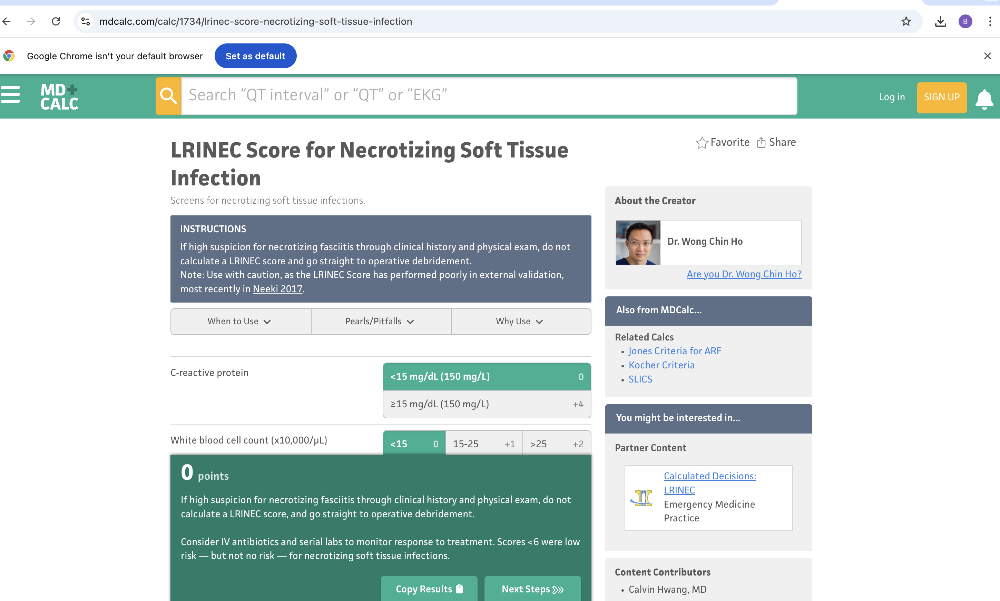 mdcalc.com/calc/1734/lrinec-score-necrotizing-soft-tissue-infection
B
Google Chrome isn't your default browser
Set as default
MD+
CALC
Search “QT interval” or “QT” or “EKG”
Log in
SIGN UP
LRINEC Score for Necrotizing Soft Tissue
Infection
Favorite
Share
Screens for necrotizing soft tissue infections.
INSTRUCTIONS
If high suspicion for necrotizing fasciitis through clinical history and physical exam, do not
calculate a LRINEC score and go straight to operative debridement.
Note: Use with caution, as the LRINEC Score has performed poorly in external validation,
most recently in Neeki 2017.
When to Use
Pearls/Pitfalls
Why Use
C-reactive protein
<15 mg/dL (150 mg/L) 0
≥15 mg/dL (150 mg/L) +4
White blood cell count (x10,000/μL)
<15 0
15-25 +1
>25 +2
0 points
If high suspicion for necrotizing fasciitis through clinical history and physical exam, do not
calculate a LRINEC score, and go straight to operative debridement.
Consider IV antibiotics and serial labs to monitor response to treatment. Scores <6 were low
risk — but not no risk — for necrotizing soft tissue infections.
Copy Results
Next Steps
About the Creator
Dr. Wong Chin Ho
Are you Dr. Wong Chin Ho?
Also from MDCalc...
Related Calcs
• Jones Criteria for ARF
• Kocher Criteria
• SLICS
You might be interested in...
Partner Content
Calculated Decisions:
LRINEC
Emergency Medicine
Practice
Content Contributors
• Calvin Hwang, MD